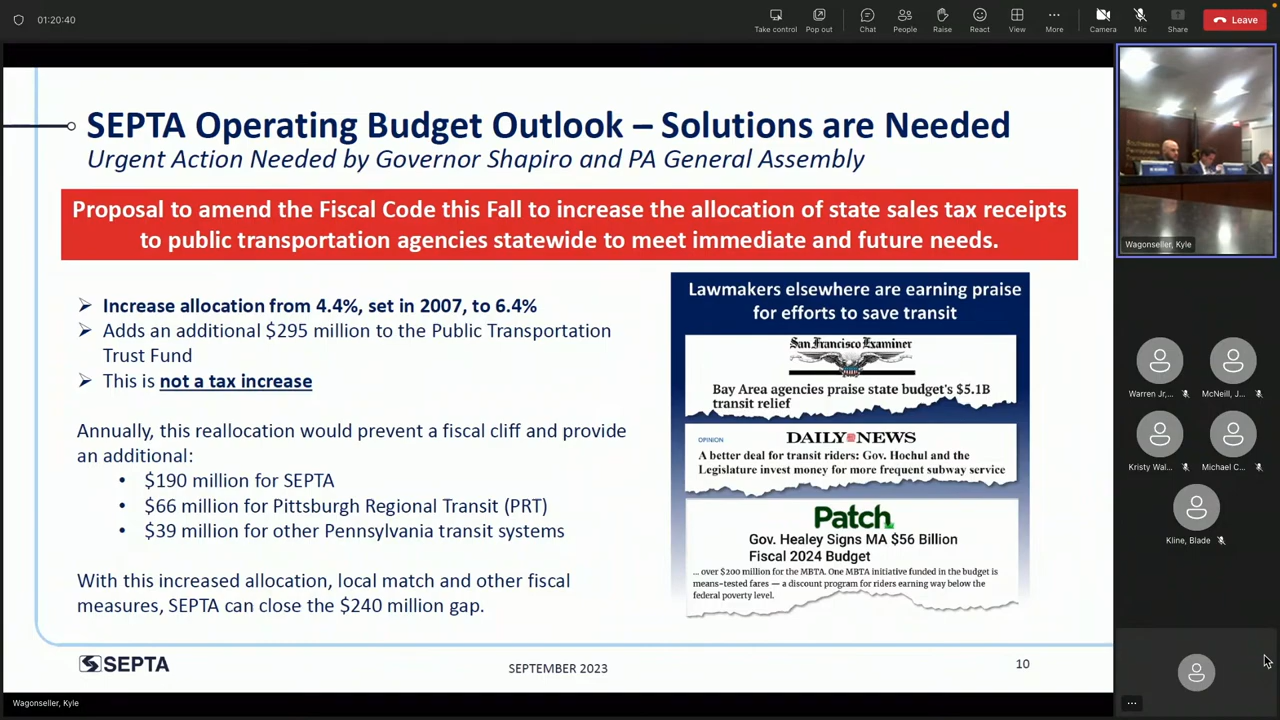 01:20:40
Take control
Pop out
Chat
People
Raise
React
View
More
Camera
Mic
Share
Leave
SEPTA Operating Budget Outlook – Solutions are Needed
Urgent Action Needed by Governor Shapiro and PA General Assembly
Proposal to amend the Fiscal Code this Fall to increase the allocation of state sales tax receipts
to public transportation agencies statewide to meet immediate and future needs.
Increase allocation from 4.4%, set in 2007, to 6.4%
Adds an additional $295 million to the Public Transportation
Trust Fund
This is not a tax increase
Annually, this reallocation would prevent a fiscal cliff and provide
an additional:
• $190 million for SEPTA
• $66 million for Pittsburgh Regional Transit (PRT)
• $39 million for other Pennsylvania transit systems
With this increased allocation, local match and other fiscal
measures, SEPTA can close the $240 million gap.
Lawmakers elsewhere are earning praise
for efforts to save transit
San Francisco Examiner
Bay Area agencies praise state budget's $5.1B
transit relief
OPINION
DAILY NEWS
A better deal for transit riders: Gov. Hochul and the
Legislature invest money for more frequent subway service
Patch
Gov. Healey Signs MA $56 Billion
Fiscal 2024 Budget
... over $200 million for the MBTA. One MBTA initiative funded in the budget is
means-tested fares — a discount program for riders earning way below the
federal poverty level.
SEPTA
SEPTEMBER 2023
10
Wagonseller, Kyle
Wagonseller, Kyle
Warren Jr,...
McNeill, J...
Kristy Wal...
Michael C...
Kline, Blade